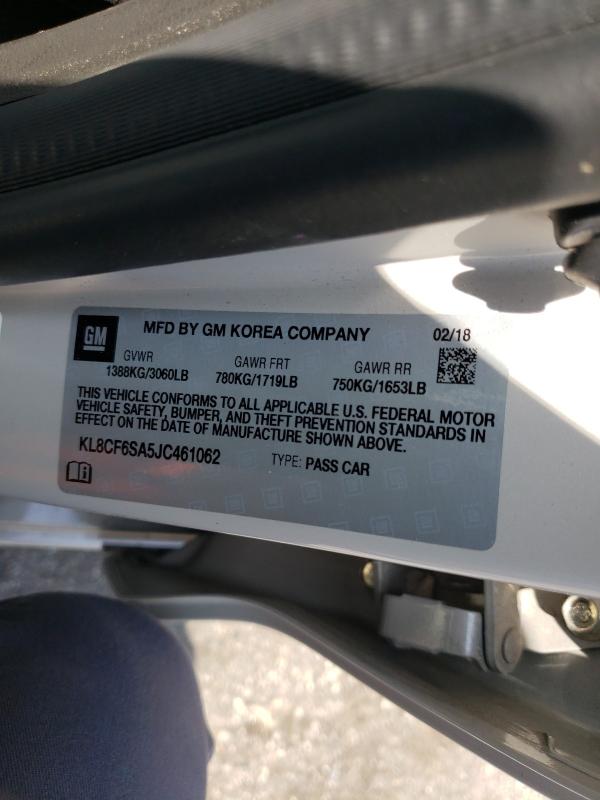 GM
MFD BY GM KOREA COMPANY
02/18
GVWR
GAWR FRT
GAWR RR
1388KG/3060LB
780KG/1719LB
750KG/1653LB
THIS VEHICLE CONFORMS TO ALL APPLICABLE U.S. FEDERAL MOTOR
VEHICLE SAFETY, BUMPER, AND THEFT PREVENTION STANDARDS IN
EFFECT ON THE DATE OF MANUFACTURE SHOWN ABOVE.
KL8CF6SA5JC461062
TYPE: PASS CAR